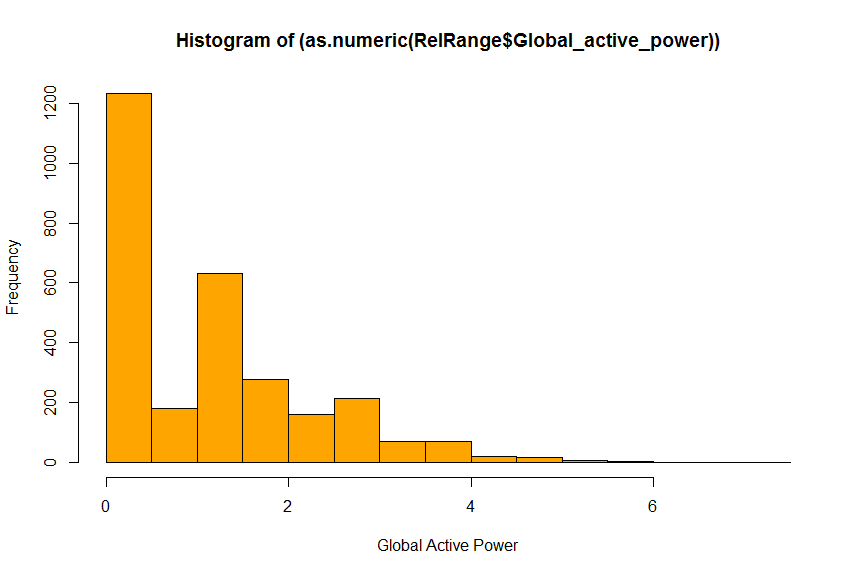 Histogram of (as.numeric(RelRange$Global_active_power))
1200
1000
800
600
400
200
0
Frequency
0 2 4 6
Global Active Power